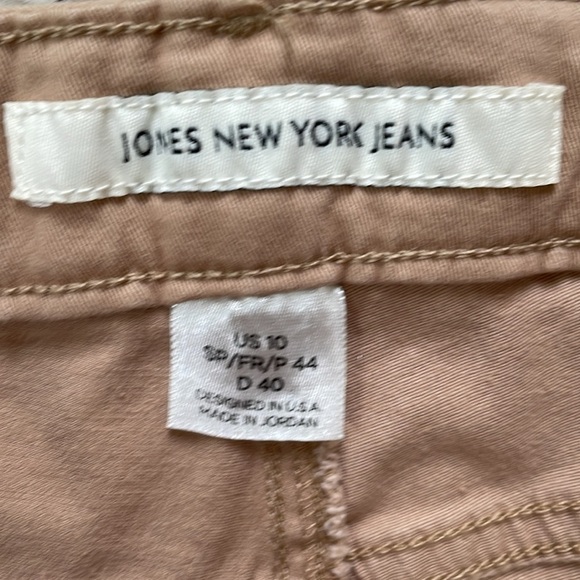 JONES NEW YORK JEANS
US 10
SP/FR/P 44
D 40
DESIGNED IN U.S.A
MADE IN JORDAN